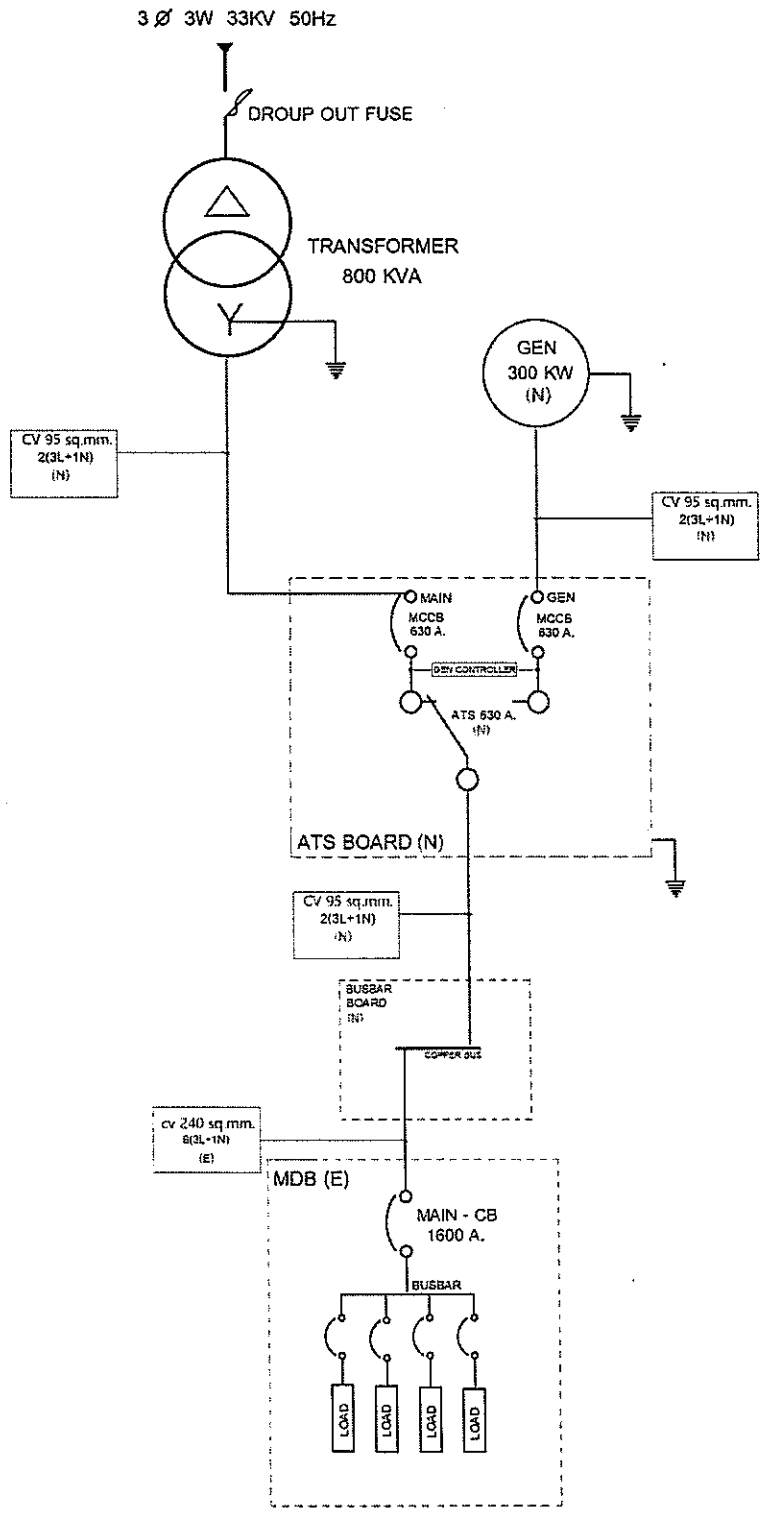 3 Ø 3W 33KV 50Hz
DROUP OUT FUSE
TRANSFORMER
800 KVA
GEN
300 KW
(N)
CV 95 sq.mm.
2(3L+1N)
(N)
CV 95 sq.mm.
2(3L+1N)
(N)
MAIN
MCCB
630 A.
GEN
MCCB
630 A.
GEN CONTROLLER
ATS 630 A.
(N)
ATS BOARD (N)
CV 95 sq.mm.
2(3L+1N)
(N)
BUSBAR
BOARD
(N)
COPPER BUS
cv 240 sq.mm.
6(3L+1N)
(E)
MDB (E)
MAIN - CB
1600 A.
BUSBAR
LOAD
LOAD
LOAD
LOAD